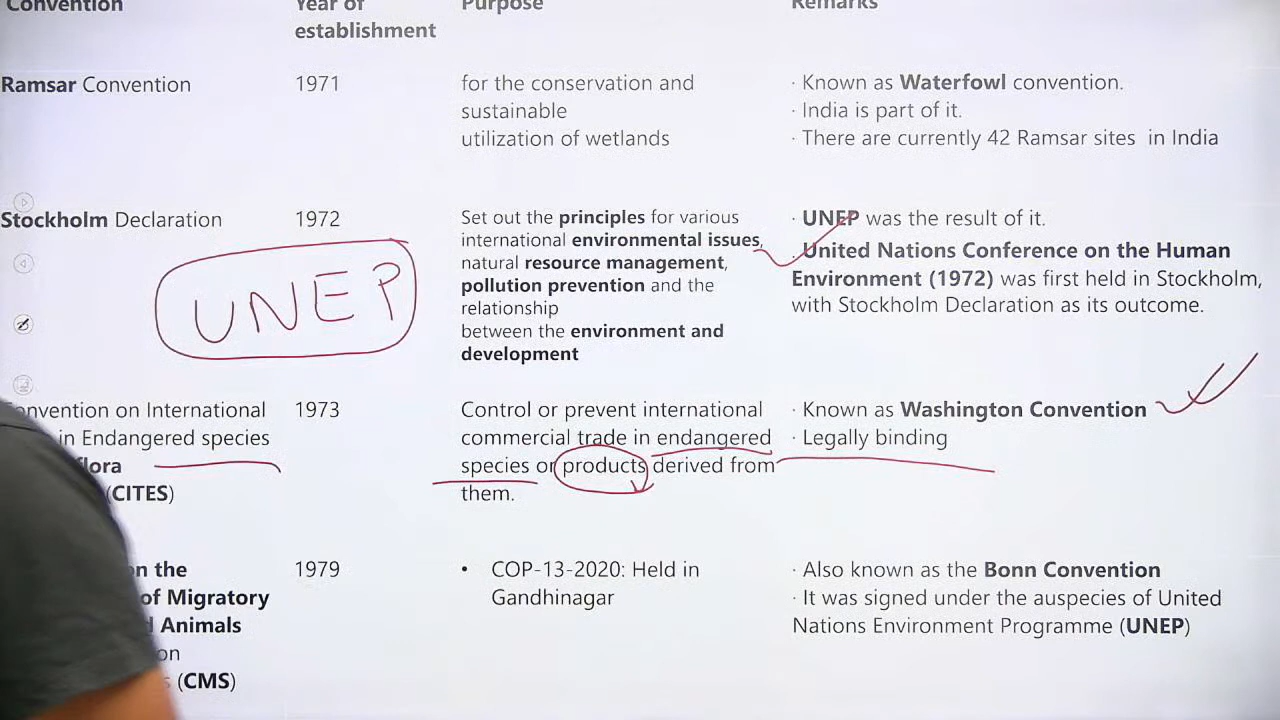 Convention
Year of
establishment
Purpose
Remarks
Ramsar Convention
1971
for the conservation and
sustainable
utilization of wetlands
· Known as Waterfowl convention.
· India is part of it.
· There are currently 42 Ramsar sites in India
Stockholm Declaration
1972
Set out the principles for various
international environmental issues,
natural resource management,
pollution prevention and the
relationship
between the environment and
development
· UNEP was the result of it.
· United Nations Conference on the Human
Environment (1972) was first held in Stockholm,
with Stockholm Declaration as its outcome.
UNEP
Convention on International
in Endangered species
flora
(CITES)
1973
Control or prevent international
commercial trade in endangered
species or products derived from
them.
· Known as Washington Convention
· Legally binding
on the
of Migratory
Animals
(CMS)
1979
• COP-13-2020: Held in
Gandhinagar
· Also known as the Bonn Convention
· It was signed under the auspecies of United
Nations Environment Programme (UNEP)